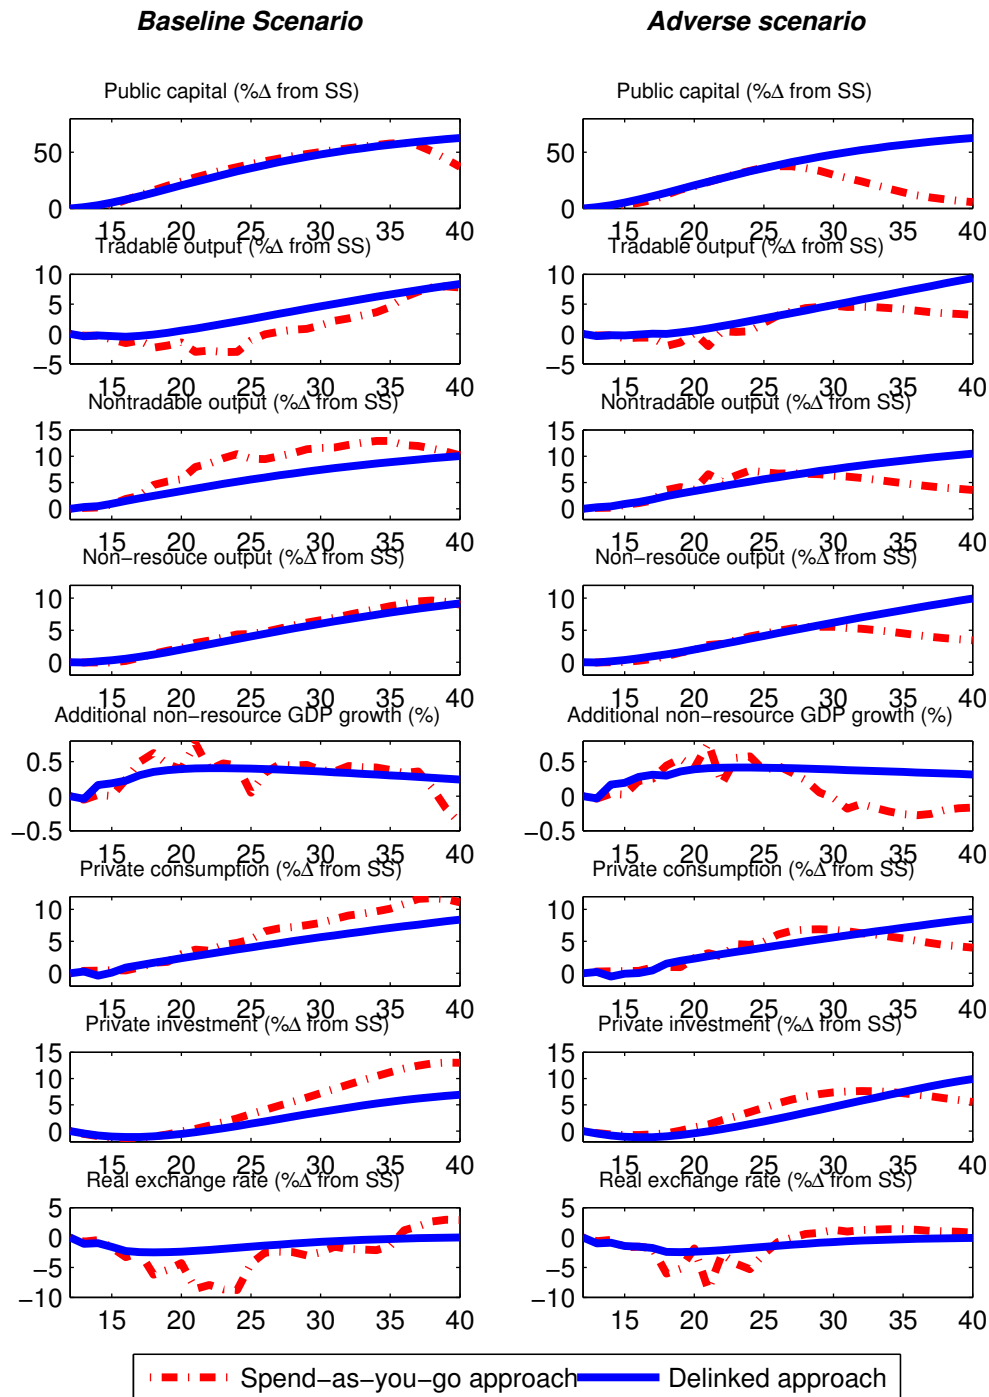 Baseline Scenario Adverse scenario
Public capital (%Δ from SS) Public capital (%Δ from SS)
50 50
0 0
15 20 25 30 35 40 15 20 25 30 35 40
Tradable output (%Δ from SS) Tradable output (%Δ from SS)
10 10
5 5
0 0
−5 −5
15 20 25 30 35 40 15 20 25 30 35 40
Nontradable output (%Δ from SS) Nontradable output (%Δ from SS)
15 15
10 10
5 5
0 0
15 20 25 30 35 40 15 20 25 30 35 40
Non−resouce output (%Δ from SS) Non−resouce output (%Δ from SS)
10 10
5 5
0 0
15 20 25 30 35 40 15 20 25 30 35 40
Additional non−resource GDP growth (%) Additional non−resource GDP growth (%)
0.5 0.5
0 0
−0.5 −0.5
15 20 25 30 35 40 15 20 25 30 35 40
Private consumption (%Δ from SS) Private consumption (%Δ from SS)
10 10
5 5
0 0
15 20 25 30 35 40 15 20 25 30 35 40
Private investment (%Δ from SS) Private investment (%Δ from SS)
15 15
10 10
5 5
0 0
15 20 25 30 35 40 15 20 25 30 35 40
Real exchange rate (%Δ from SS) Real exchange rate (%Δ from SS)
5 5
0 0
−5 −5
−10 −10
15 20 25 30 35 40 15 20 25 30 35 40
Spend−as−you−go approach Delinked approach